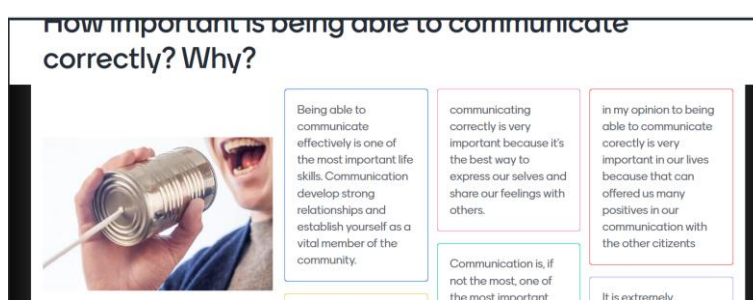 How important is being able to communicate
correctly? Why?
Being able to
communicate
effectively is one of
the most important life
skills. Communication
develop strong
relationships and
establish yourself as a
vital member of the
community.
communicating
correctly is very
important because it's
the best way to
express our selves and
share our feelings with
others.
Communication is, if
not the most, one of
the most important
in my opinion to being
able to communicate
corectly is very
important in our lives
because that can
offered us many
positives in our
communication with
the other citizents
It is extremely